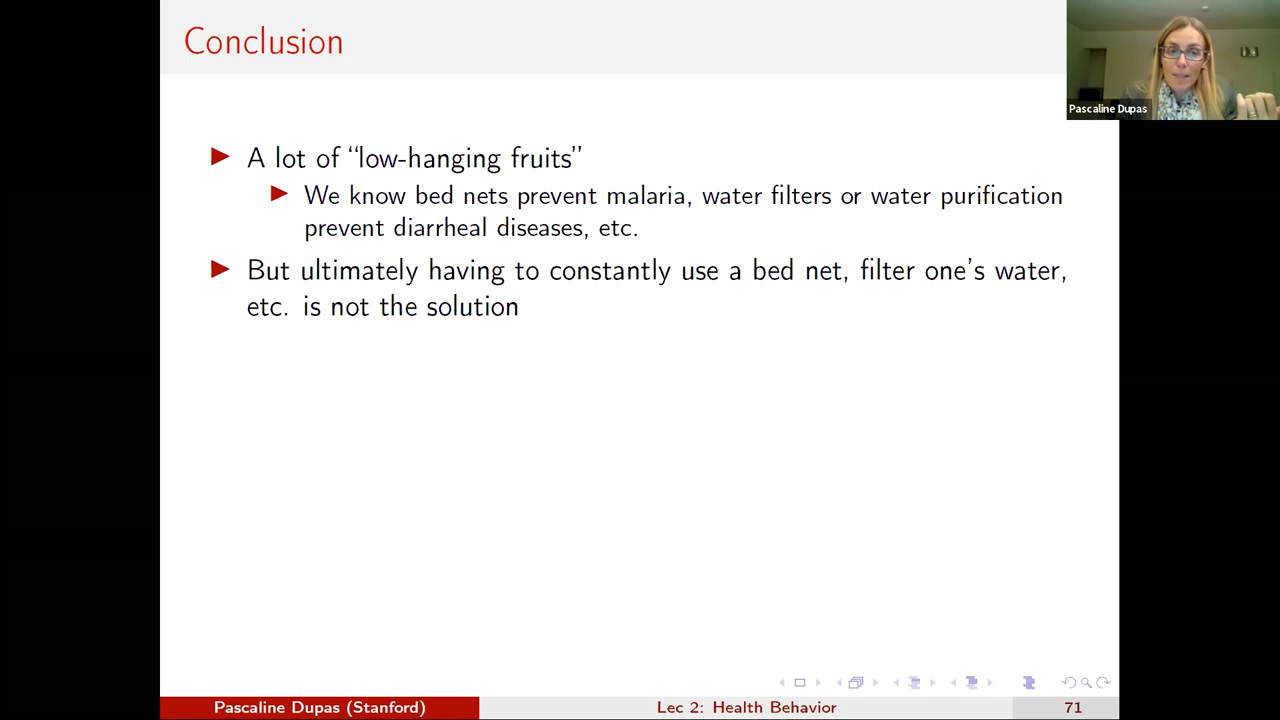 Conclusion
Pascaline Dupas
A lot of “low-hanging fruits”
We know bed nets prevent malaria, water filters or water purification
prevent diarrheal diseases, etc.
But ultimately having to constantly use a bed net, filter one’s water,
etc. is not the solution
Pascaline Dupas (Stanford)
Lec 2: Health Behavior
71